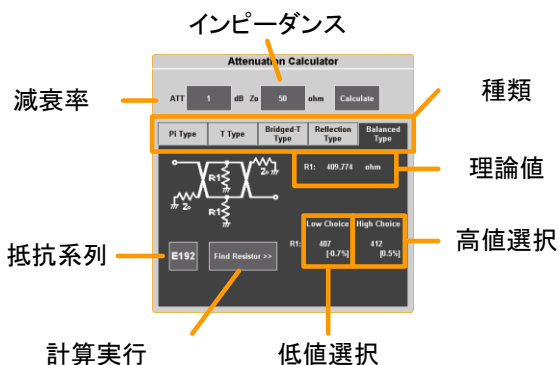 インピーダンス
Attenuation Calculator
減衰率
ATT 1 dB Zo 50 ohm Calculate
種類
Pi Type T Type Bridged-T Type Reflection Type Balanced Type
R1: 409.774 ohm
理論値
R1
R1
Low Choice High Choice
R1: 407 412
[-0.7%] [0.5%]
高値選択
抵抗系列
E192 Find Resistor >>
計算実行
低値選択